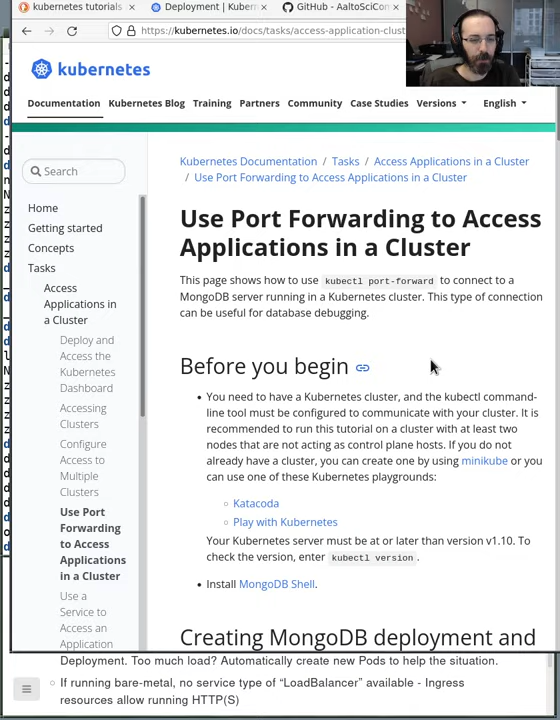 kubernetes tutorials
Deployment | Kubern
GitHub - AaltoSciCon
https://kubernetes.io/docs/tasks/access-application-clust
kubernetes
Documentation Kubernetes Blog Training Partners Community Case Studies Versions English
Search
Kubernetes Documentation / Tasks / Access Applications in a Cluster
/ Use Port Forwarding to Access Applications in a Cluster
Home
Getting started
Concepts
Tasks
Access
Applications in
a Cluster
Deploy and
Access the
Kubernetes
Dashboard
Accessing
Clusters
Configure
Access to
Multiple
Clusters
Use Port
Forwarding
to Access
Applications
in a Cluster
Use a
Service to
Access an
Application
Use Port Forwarding to Access
Applications in a Cluster
This page shows how to use kubectl port-forward to connect to a
MongoDB server running in a Kubernetes cluster. This type of connection
can be useful for database debugging.
Before you begin
• You need to have a Kubernetes cluster, and the kubectl command-
line tool must be configured to communicate with your cluster. It is
recommended to run this tutorial on a cluster with at least two
nodes that are not acting as control plane hosts. If you do not
already have a cluster, you can create one by using minikube or you
can use one of these Kubernetes playgrounds:
○ Katacoda
○ Play with Kubernetes
Your Kubernetes server must be at or later than version v1.10. To
check the version, enter kubectl version.
• Install MongoDB Shell.
Creating MongoDB deployment and
Deployment. Too much load? Automatically create new Pods to help the situation.
○ If running bare-metal, no service type of “LoadBalancer” available - Ingress
resources allow running HTTP(S)